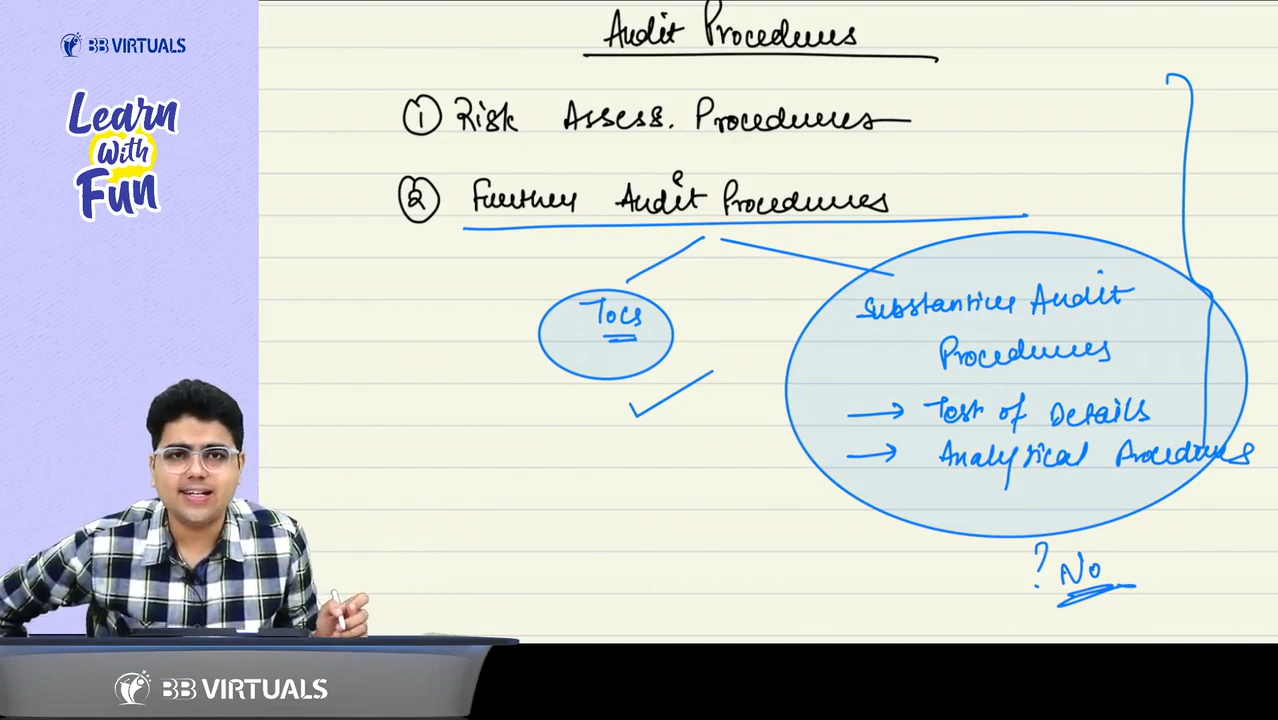 BB VIRTUALS
Learn
With
Fun
Audit Procedures
① Risk Assess. Procedures
② Further Audit Procedures
TOCs
Substantive Audit
Procedures
→ Test of Details
→ Analytical Procedures
? No
BB VIRTUALS